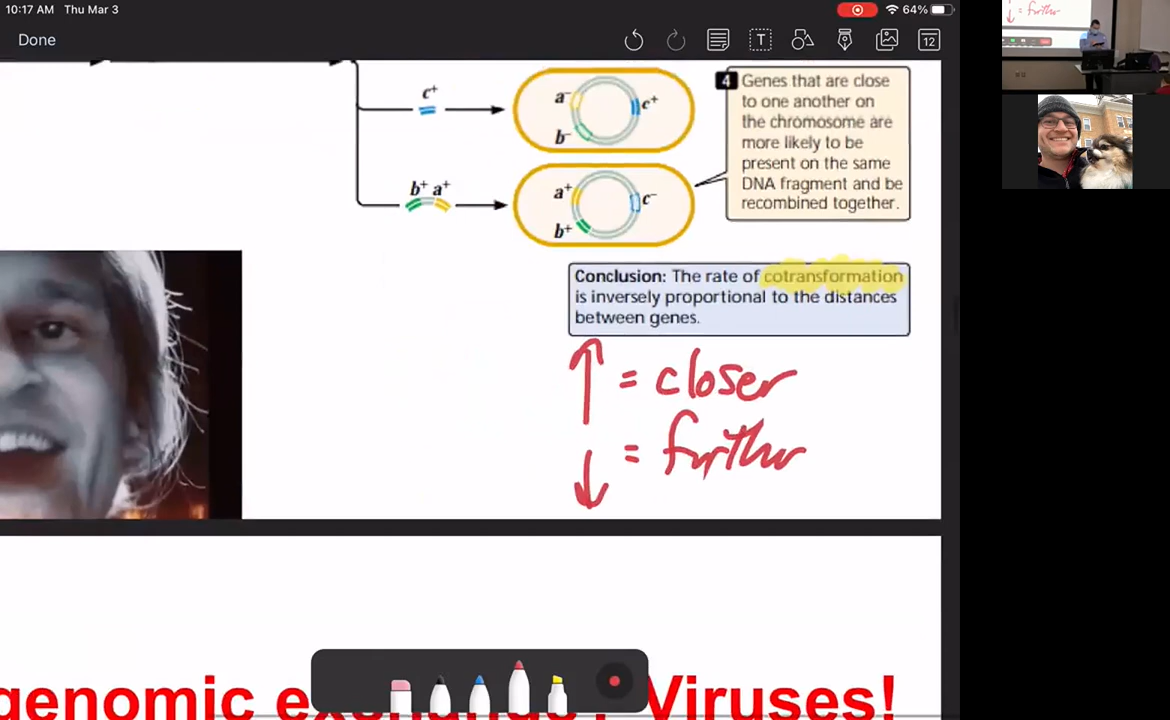 10:17 AM Thu Mar 3
64%
Done
T
12
c+
a-
c+
b-
b+ a+
a+
c-
b+
4 Genes that are close
to one another on
the chromosome are
more likely to be
present on the same
DNA fragment and be
recombined together.
Conclusion: The rate of cotransformation
is inversely proportional to the distances
between genes.
↑ = closer
↓ = further
genomic Viruses!
↓ = further